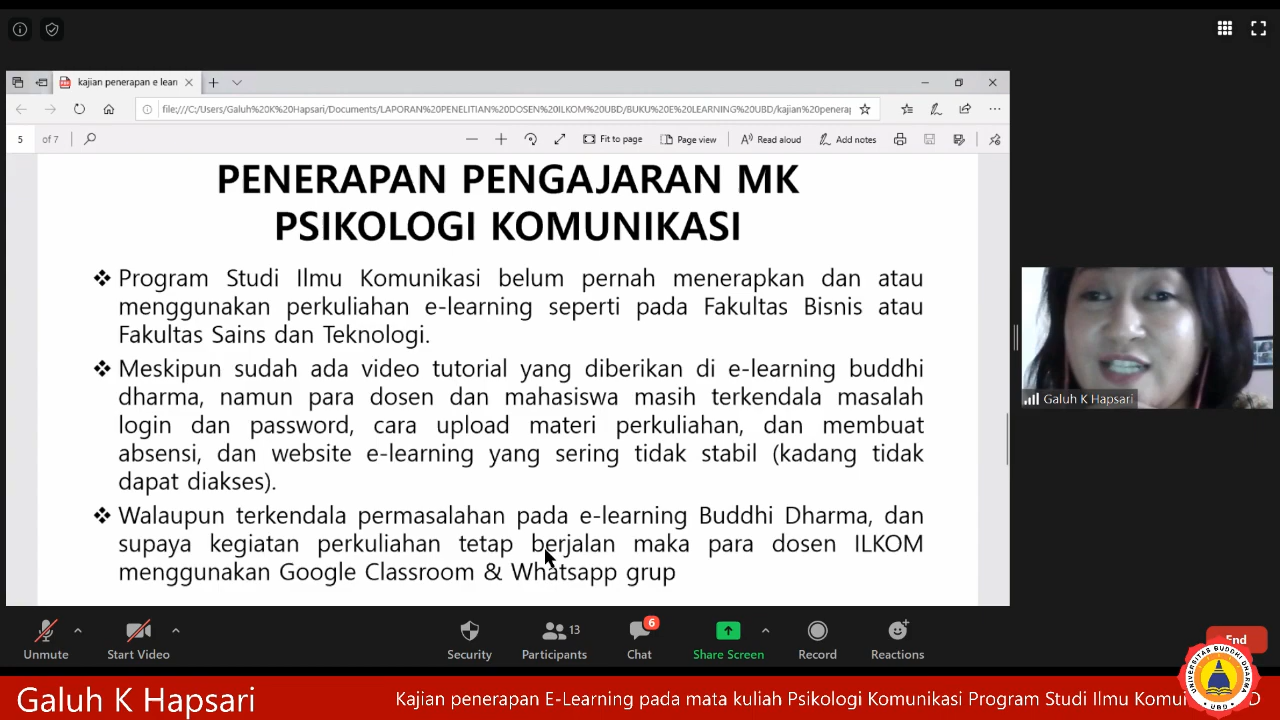 kajian penerapan e lear
file:///C:/Users/Galuh%20K%20Hapsari/Documents/LAPORAN%20PENELITIAN%20DOSEN%20ILKOM%20UBD/BUKU%20E%20LEARNING%20UBD/kajian%20penera
5 of 7 Fit to page Page view Read aloud Add notes
PENERAPAN PENGAJARAN MK
PSIKOLOGI KOMUNIKASI
❖ Program Studi Ilmu Komunikasi belum pernah menerapkan dan atau
menggunakan perkuliahan e-learning seperti pada Fakultas Bisnis atau
Fakultas Sains dan Teknologi.
❖ Meskipun sudah ada video tutorial yang diberikan di e-learning buddhi
dharma, namun para dosen dan mahasiswa masih terkendala masalah
login dan password, cara upload materi perkuliahan, dan membuat
absensi, dan website e-learning yang sering tidak stabil (kadang tidak
dapat diakses).
❖ Walaupun terkendala permasalahan pada e-learning Buddhi Dharma, dan
supaya kegiatan perkuliahan tetap berjalan maka para dosen ILKOM
menggunakan Google Classroom & Whatsapp grup
Galuh K Hapsari
13
6
Unmute Start Video Security Participants Chat Share Screen Record Reactions End
UNIVERSITAS BUDDHI DHARMA
UBD
Galuh K Hapsari
Kajian penerapan E-Learning pada mata kuliah Psikologi Komunikasi Program Studi Ilmu Komu